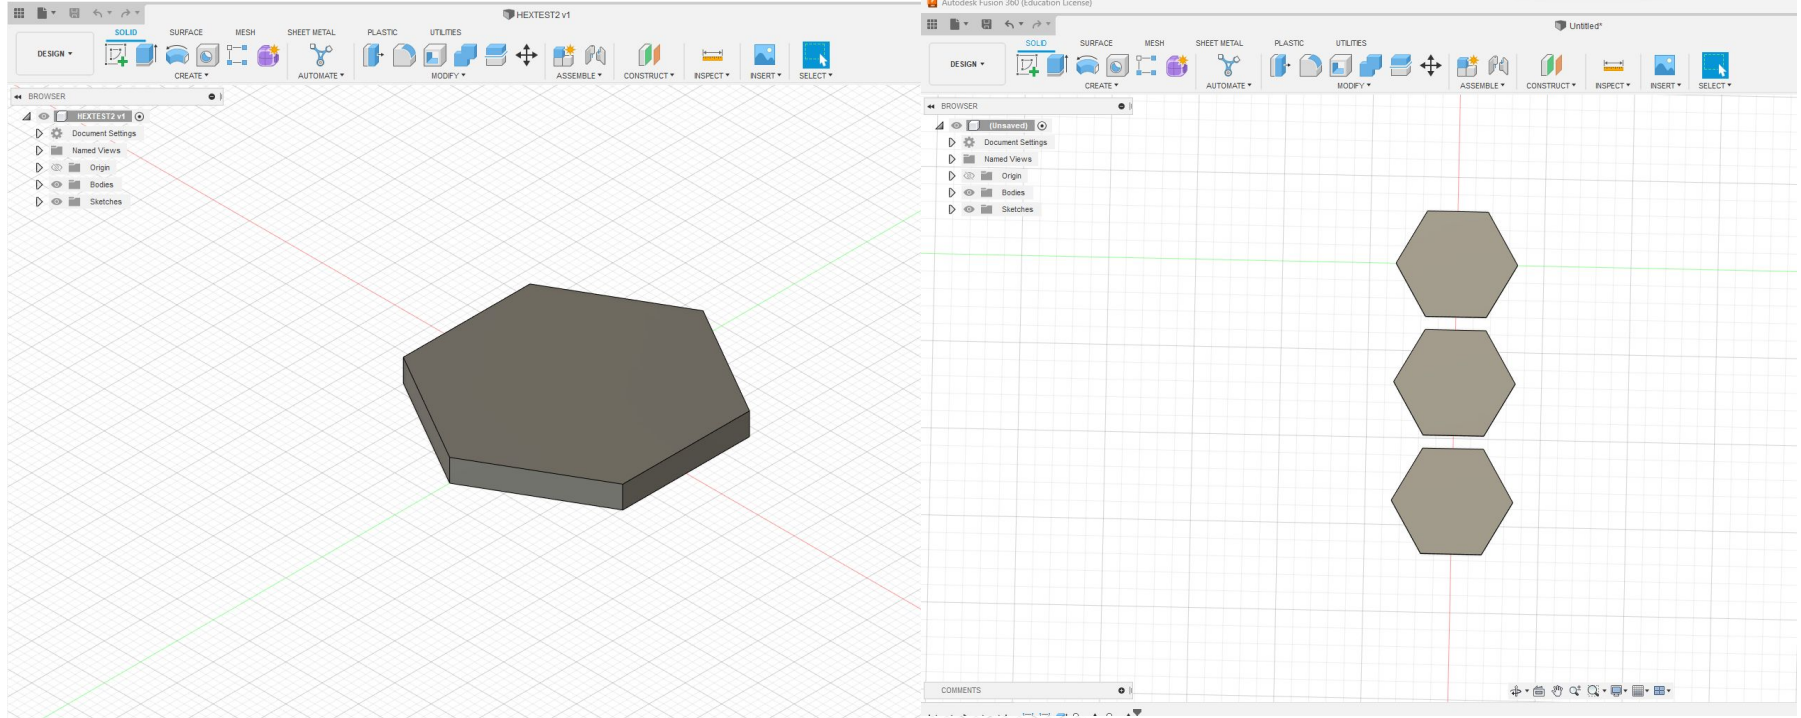 HEXTEST2 v1
SOLID SURFACE MESH SHEET METAL PLASTIC UTILITIES
DESIGN
CREATE AUTOMATE MODIFY ASSEMBLE CONSTRUCT INSPECT INSERT SELECT
BROWSER
HEXTEST2 v1
Document Settings
Named Views
Origin
Bodies
Sketches
Autodesk Fusion 360 (Education License)
Untitled*
SOLID SURFACE MESH SHEET METAL PLASTIC UTILITIES
DESIGN
CREATE AUTOMATE MODIFY ASSEMBLE CONSTRUCT INSPECT INSERT SELECT
BROWSER
(Unsaved)
Document Settings
Named Views
Origin
Bodies
Sketches
COMMENTS